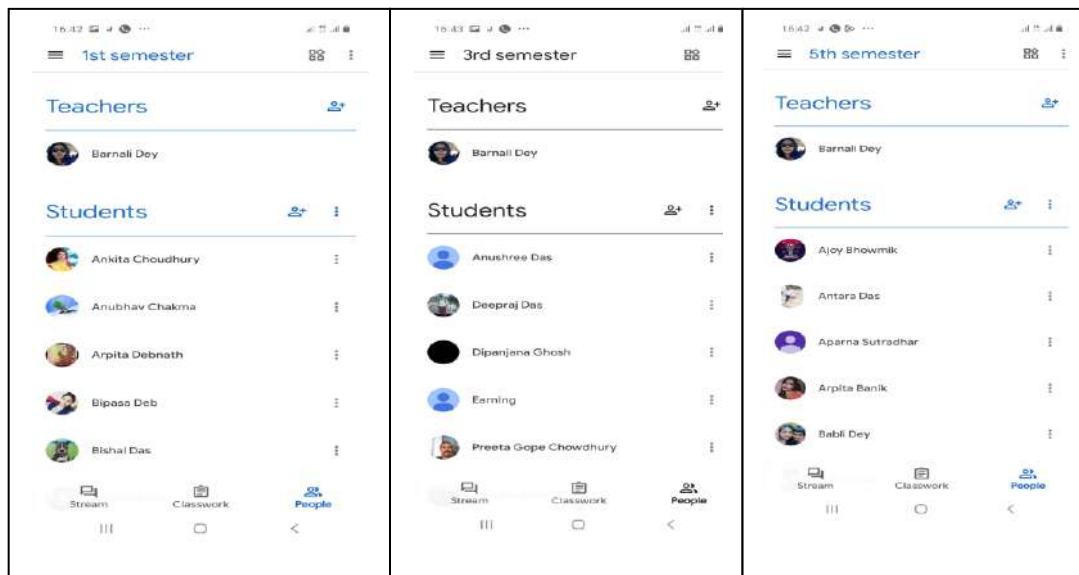 16:42
1st semester
Teachers
Barnali Dey
Students
Ankita Choudhury
Anubhav Chakma
Arpita Debnath
Bipasa Deb
Bishal Das
Stream Classwork People
16:43
3rd semester
Teachers
Barnali Dey
Students
Anushree Das
Deepraj Das
Dipanjana Ghosh
Earning
Preeta Gope Chowdhury
Stream Classwork People
16:42
5th semester
Teachers
Barnali Dey
Students
Ajoy Bhowmik
Antara Das
Aparna Sutradhar
Arpita Banik
Babli Dey
Stream Classwork People